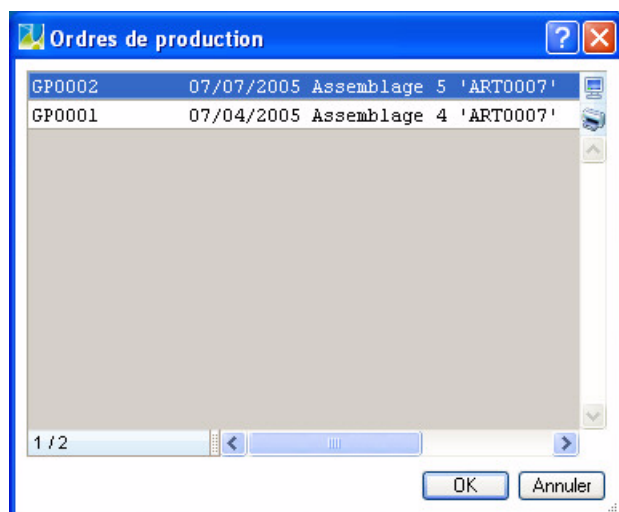 Ordres de production
GP0002 07/07/2005 Assemblage 5 'ART0007'
GP0001 07/04/2005 Assemblage 4 'ART0007'
1 / 2
OK Annuler